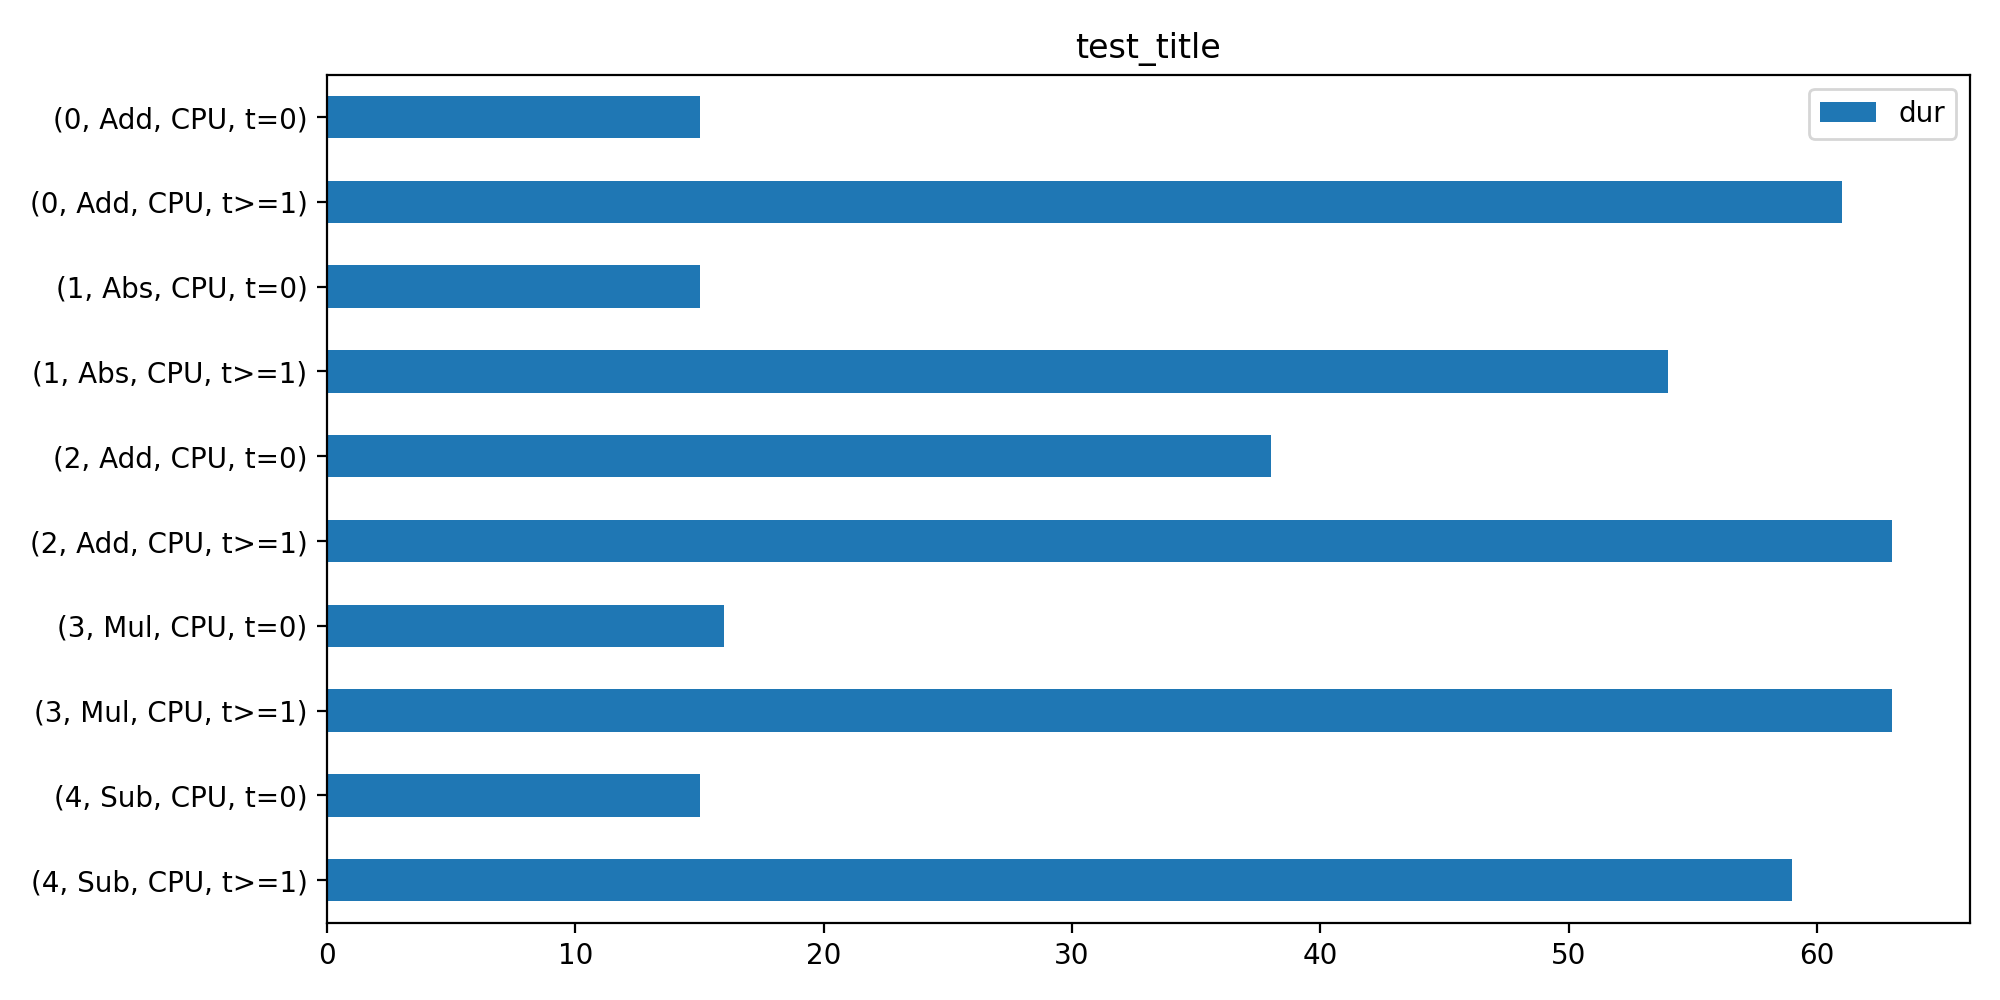 test_title
dur
(0, Add, CPU, t=0)
(0, Add, CPU, t>=1)
(1, Abs, CPU, t=0)
(1, Abs, CPU, t>=1)
(2, Add, CPU, t=0)
(2, Add, CPU, t>=1)
(3, Mul, CPU, t=0)
(3, Mul, CPU, t>=1)
(4, Sub, CPU, t=0)
(4, Sub, CPU, t>=1)
0 10 20 30 40 50 60